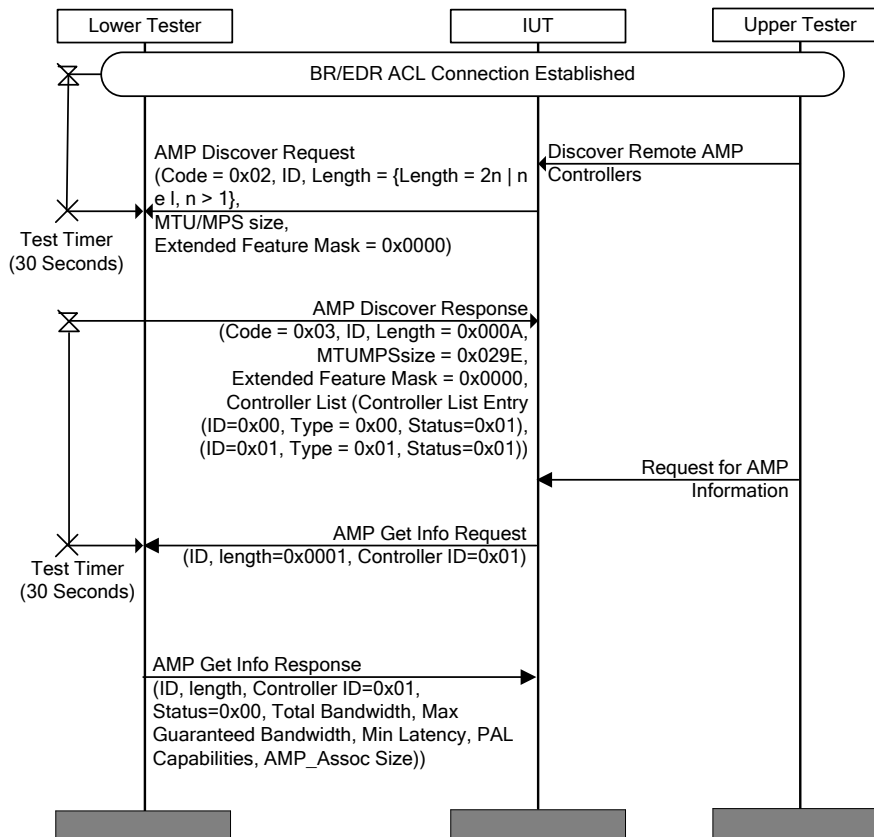 Lower Tester
IUT
Upper Tester
BR/EDR ACL Connection Established
AMP Discover Request
(Code = 0x02, ID, Length = {Length = 2n | n
e I, n > 1},
MTU/MPS size,
Extended Feature Mask = 0x0000)
Discover Remote AMP
Controllers
Test Timer
(30 Seconds)
AMP Discover Response
(Code = 0x03, ID, Length = 0x000A,
MTUMPSsize = 0x029E,
Extended Feature Mask = 0x0000,
Controller List (Controller List Entry
(ID=0x00, Type = 0x00, Status=0x01),
(ID=0x01, Type = 0x01, Status=0x01))
Request for AMP
Information
AMP Get Info Request
(ID, length=0x0001, Controller ID=0x01)
Test Timer
(30 Seconds)
AMP Get Info Response
(ID, length, Controller ID=0x01,
Status=0x00, Total Bandwidth, Max
Guaranteed Bandwidth, Min Latency, PAL
Capabilities, AMP_Assoc Size))